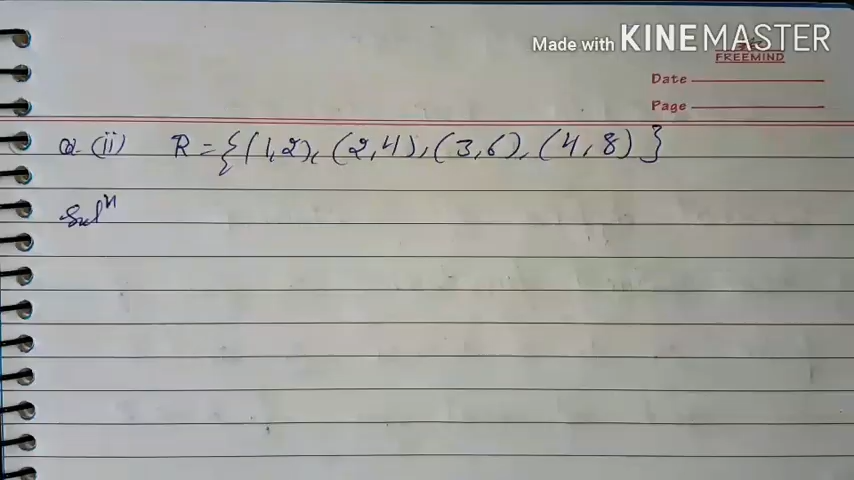 Made with KINEMASTER
FREEMIND
Date
Page
Q. (ii) R = {(1,2), (2,4), (3,6), (4,8)}
Solⁿ